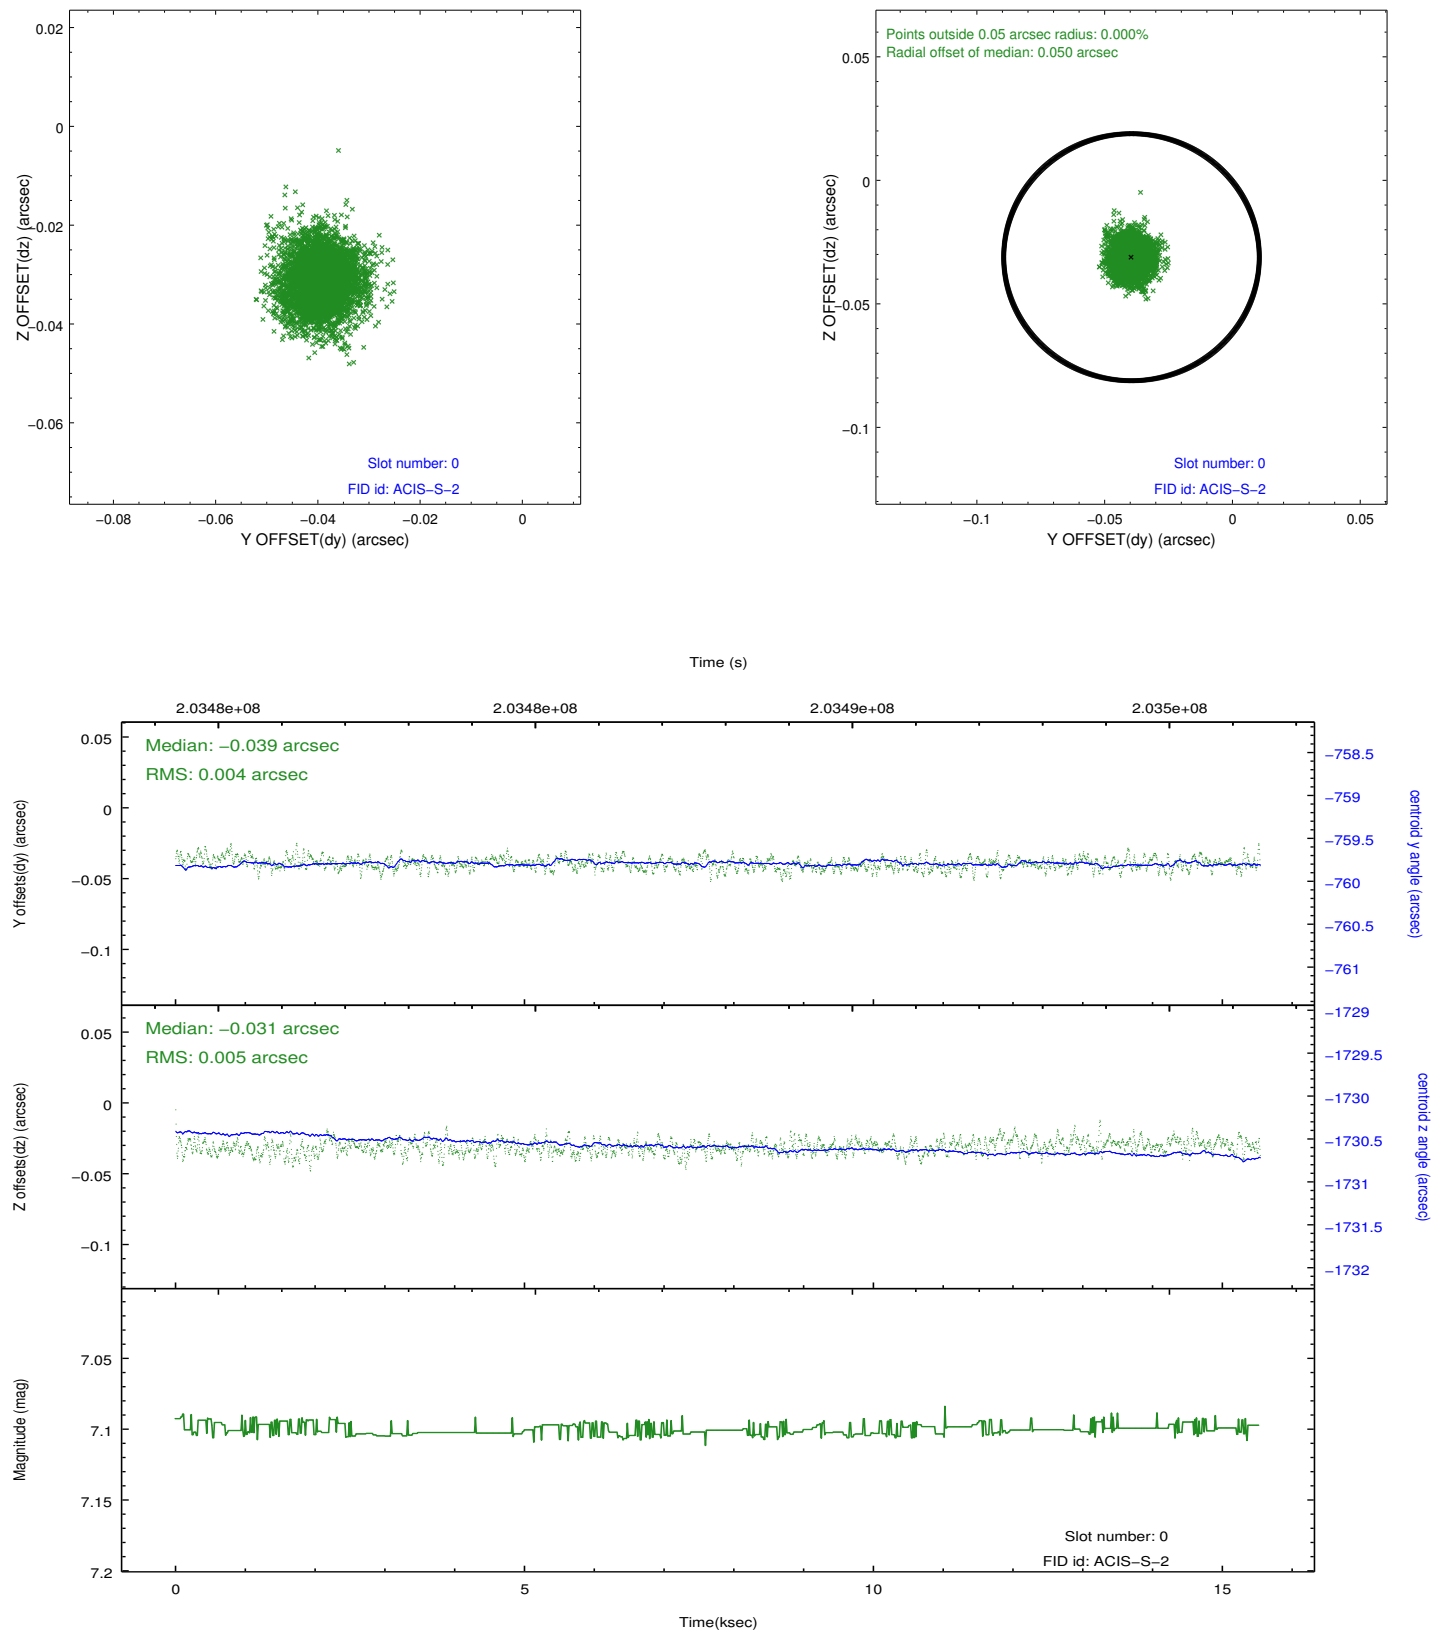 0.02
0
−0.02
−0.04
−0.06
Z OFFSET(dz) (arcsec)
Slot number: 0
FID id: ACIS−S−2
−0.08 −0.06 −0.04 −0.02 0
Y OFFSET(dy) (arcsec)
Points outside 0.05 arcsec radius: 0.000%
Radial offset of median: 0.050 arcsec
0.05
0
−0.05
−0.1
Z OFFSET(dz) (arcsec)
Slot number: 0
FID id: ACIS−S−2
−0.1 −0.05 0 0.05
Y OFFSET(dy) (arcsec)
Time (s)
2.0348e+08 2.0348e+08 2.0349e+08 2.035e+08
Median: −0.039 arcsec
RMS: 0.004 arcsec
0.05
0
−0.05
−0.1
Y offsets(dy) (arcsec)
−758.5
−759
−759.5
−760
−760.5
−761
centroid y angle (arcsec)
Median: −0.031 arcsec
RMS: 0.005 arcsec
0.05
0
−0.05
−0.1
Z offsets(dz) (arcsec)
−1729
−1729.5
−1730
−1730.5
−1731
−1731.5
−1732
centroid z angle (arcsec)
7.05
7.1
7.15
7.2
Magnitude (mag)
Slot number: 0
FID id: ACIS−S−2
0 5 10 15
Time(ksec)